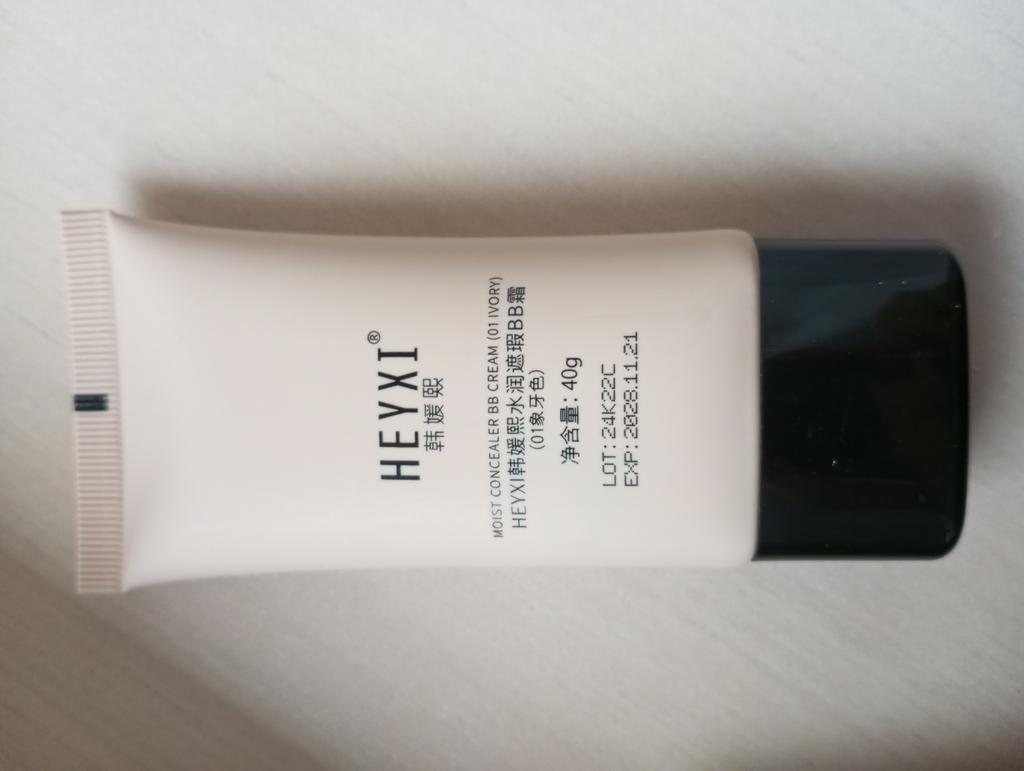 HEYXI®
韩媛熙
MOIST CONCEALER BB CREAM (01 IVORY)
HEYXI韩媛熙水润遮瑕BB霜
(01象牙色)
净含量: 40g
LOT: 24K22C
EXP: 2028.11.21